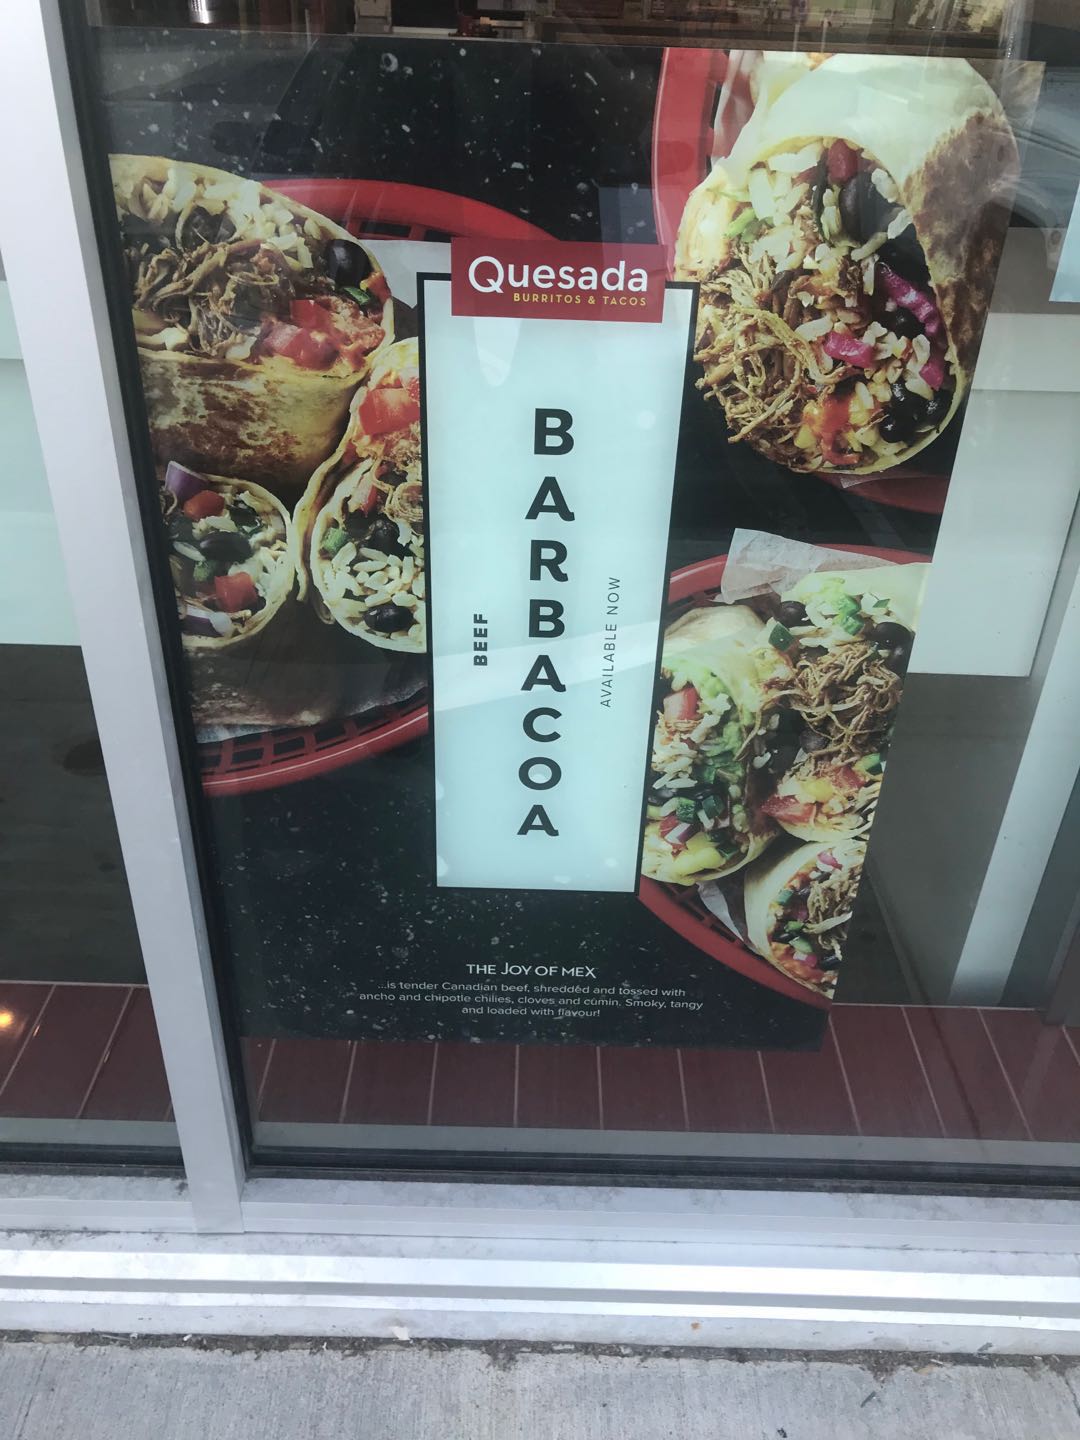 Quesada
BURRITOS & TACOS
BEEF
BARBACOA
AVAILABLE NOW
THE JOY OF MEX
...is tender Canadian beef, shredded and tossed with
ancho and chipotle chilies, cloves and cumin. Smoky, tangy
and loaded with flavour!